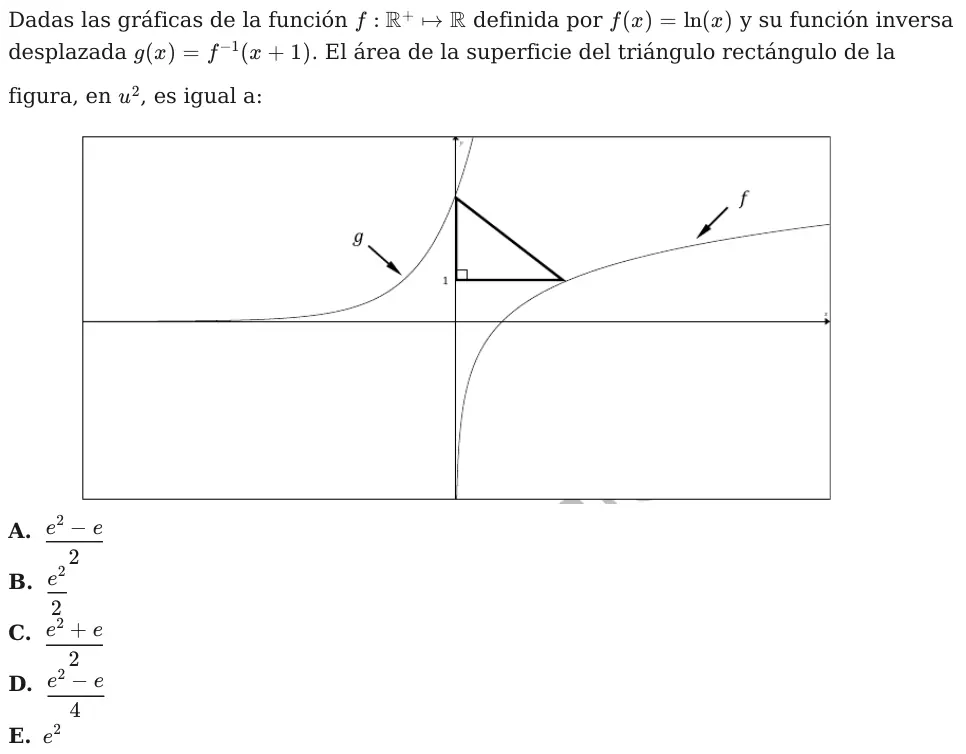 Dadas las gráficas de la función f : ℝ⁺ ↦ ℝ definida por f(x) = ln(x) y su función inversa
desplazada g(x) = f⁻¹(x + 1). El área de la superficie del triángulo rectángulo de la
figura, en u², es igual a:
y
f
g
1
x
A. (e² − e)/2
B. e²/2
C. (e² + e)/2
D. (e² − e)/4
E. e²